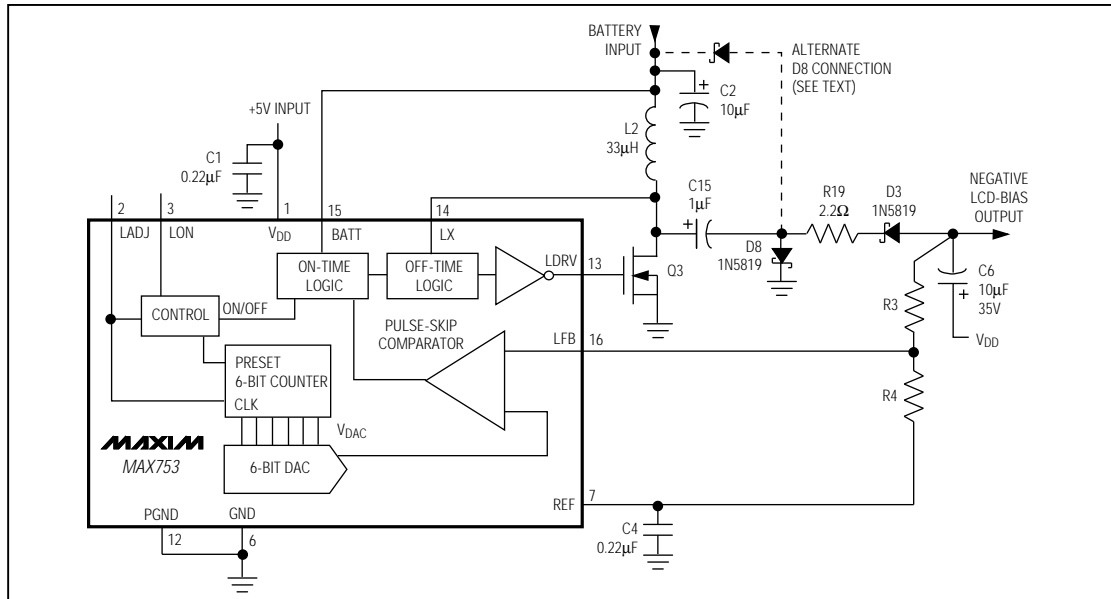 BATTERY
INPUT
ALTERNATE
D8 CONNECTION
(SEE TEXT)
+
C2
10µF
+5V INPUT
L2
33µH
C1
0.22µF
C15
1µF
+
R19
2.2Ω
D3
1N5819
NEGATIVE
LCD-BIAS
OUTPUT
2
3
1
15
14
LADJ
LON
VDD
BATT
LX
D8
1N5819
LDRV
13
Q3
ON-TIME
LOGIC
OFF-TIME
LOGIC
C6
10µF
35V
+
R3
CONTROL
ON/OFF
PULSE-SKIP
COMPARATOR
LFB
16
VDD
PRESET
6-BIT COUNTER
CLK
R4
VDAC
MAXIM
MAX753
6-BIT DAC
REF
7
PGND
GND
12
6
C4
0.22µF